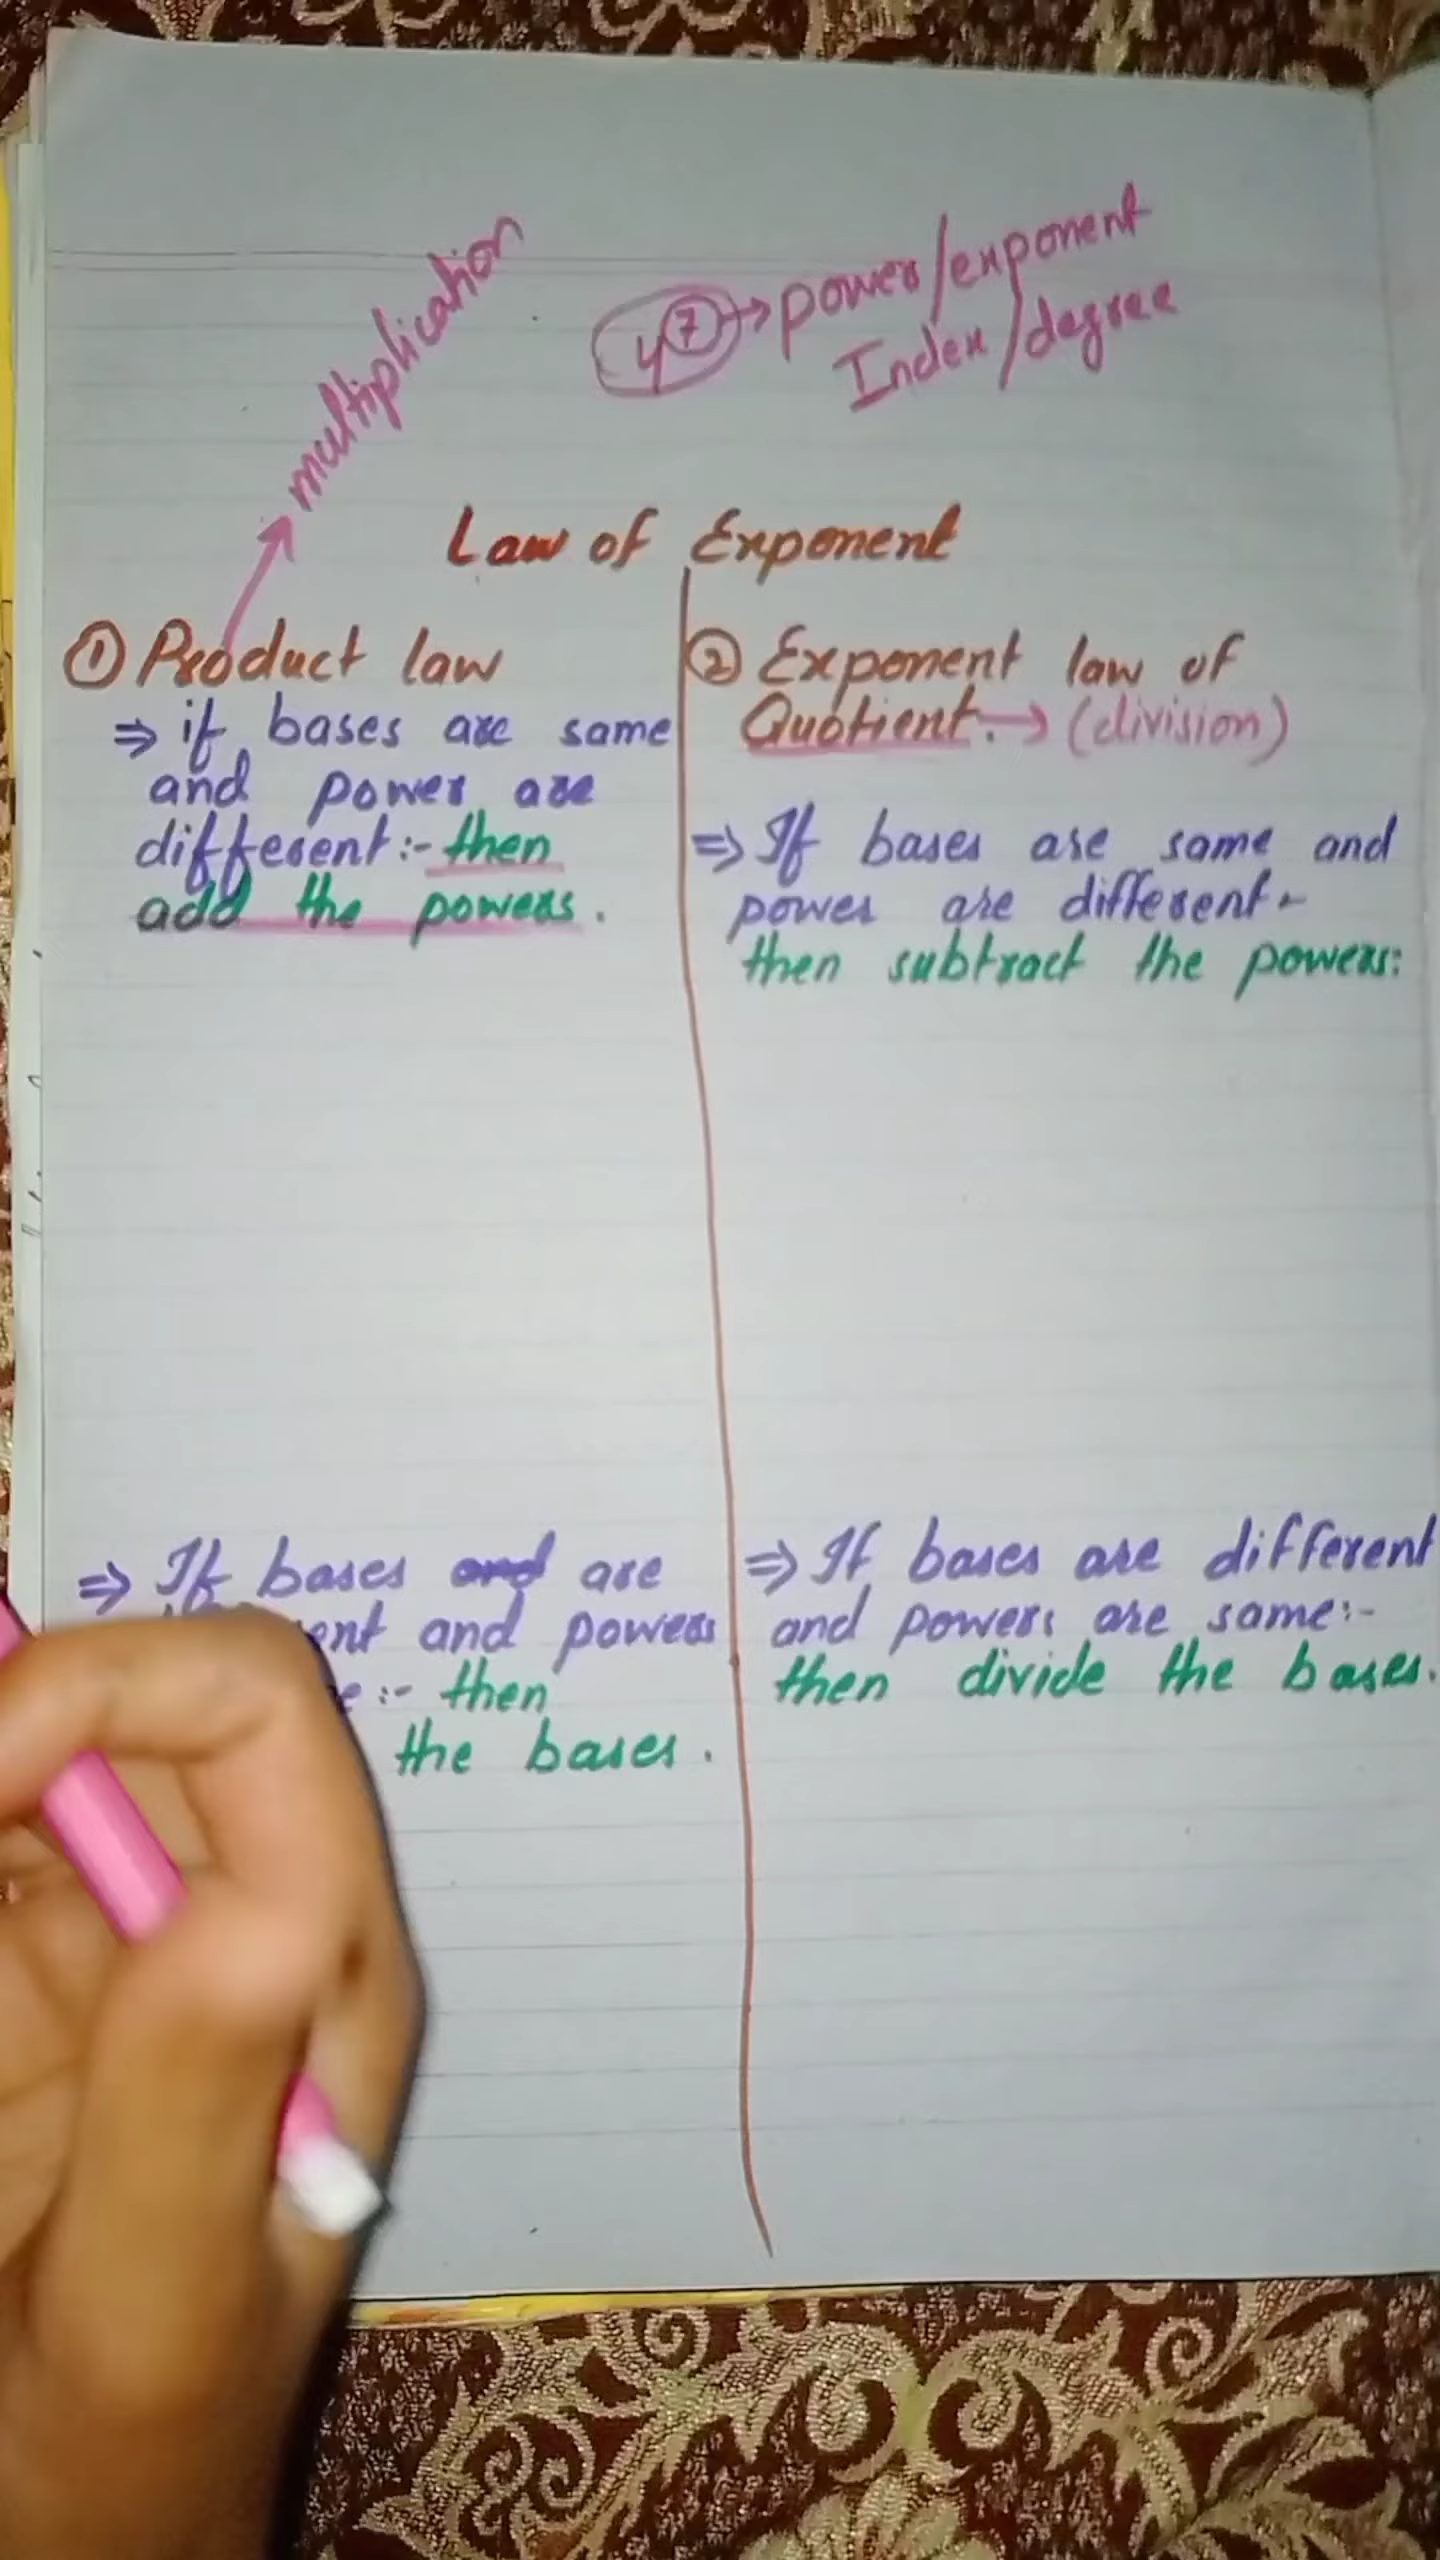 multiplication
y⁷ → power/exponent
Index/degree
Law of Exponent
① Product law
⇒ if bases are same
and power are
different:- then
add the powers.
⇒ If bases and are
and powers
:- then
the bases.
② Exponent law of
Quotient. → (division)
⇒ If bases are same and
power are different-
then subtract the powers:
⇒ If bases are different
and powers are same:-
then divide the bases.